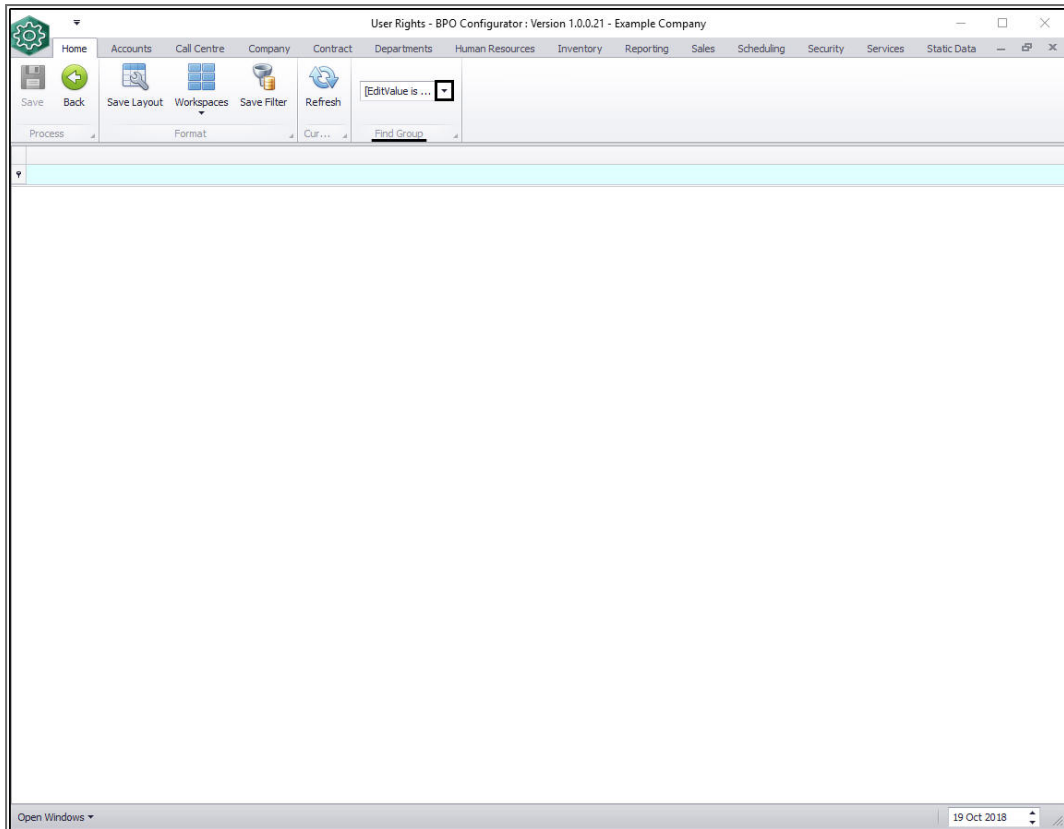 User Rights - BPO Configurator : Version 1.0.0.21 - Example Company
Home Accounts Call Centre Company Contract Departments Human Resources Inventory Reporting Sales Scheduling Security Services Static Data
Save Back Save Layout Workspaces Save Filter Refresh [EditValue is ...
Process Format Cur... Find Group
Open Windows 19 Oct 2018